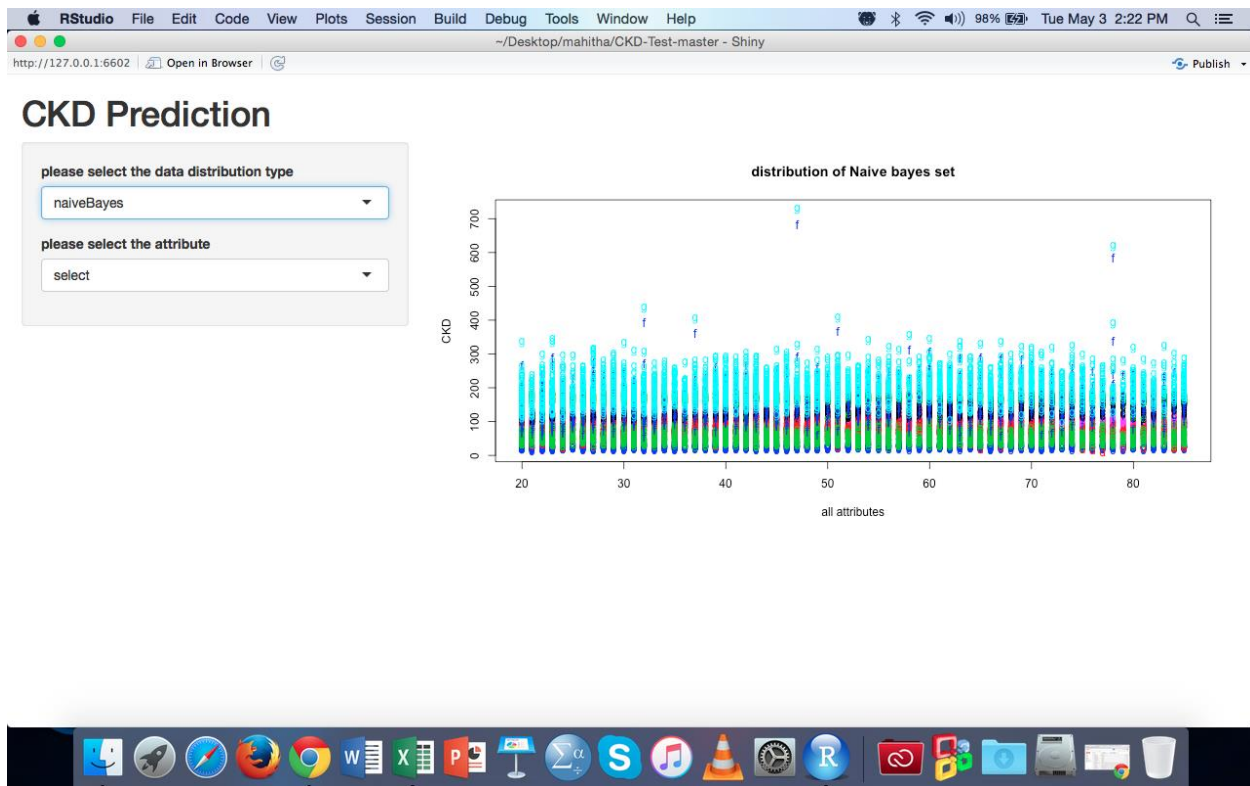 RStudio File Edit Code View Plots Session Build Debug Tools Window Help 98% Tue May 3 2:22 PM
~/Desktop/mahitha/CKD-Test-master - Shiny
http://127.0.0.1:6602 Open in Browser Publish
CKD Prediction
please select the data distribution type
naiveBayes
please select the attribute
select
distribution of Naive bayes set
CKD
700
600
500
400
300
200
100
0
20 30 40 50 60 70 80
all attributes